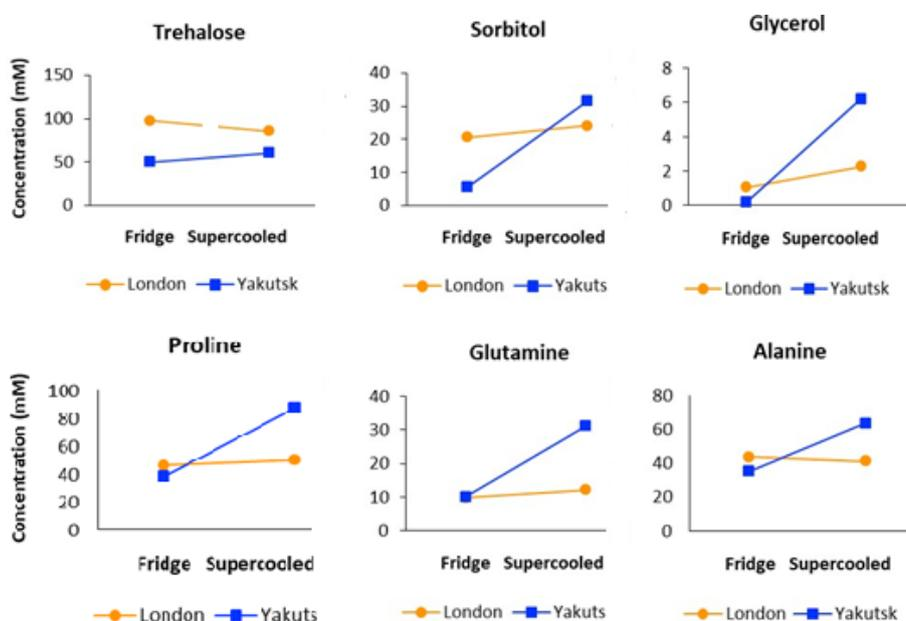 Trehalose
Concentration (mM)
150
100
50
0
Fridge Supercooled
London Yakutsk
Sorbitol
40
30
20
10
0
Fridge Supercooled
London Yakuts
Glycerol
8
6
4
2
0
Fridge Supercooled
London Yakutsk
Proline
Concentration (mM)
100
80
60
40
20
0
Fridge Supercooled
London Yakuts
Glutamine
40
30
20
10
0
Fridge Supercooled
London Yakuts
Alanine
80
60
40
20
0
Fridge Supercooled
London Yakutsk